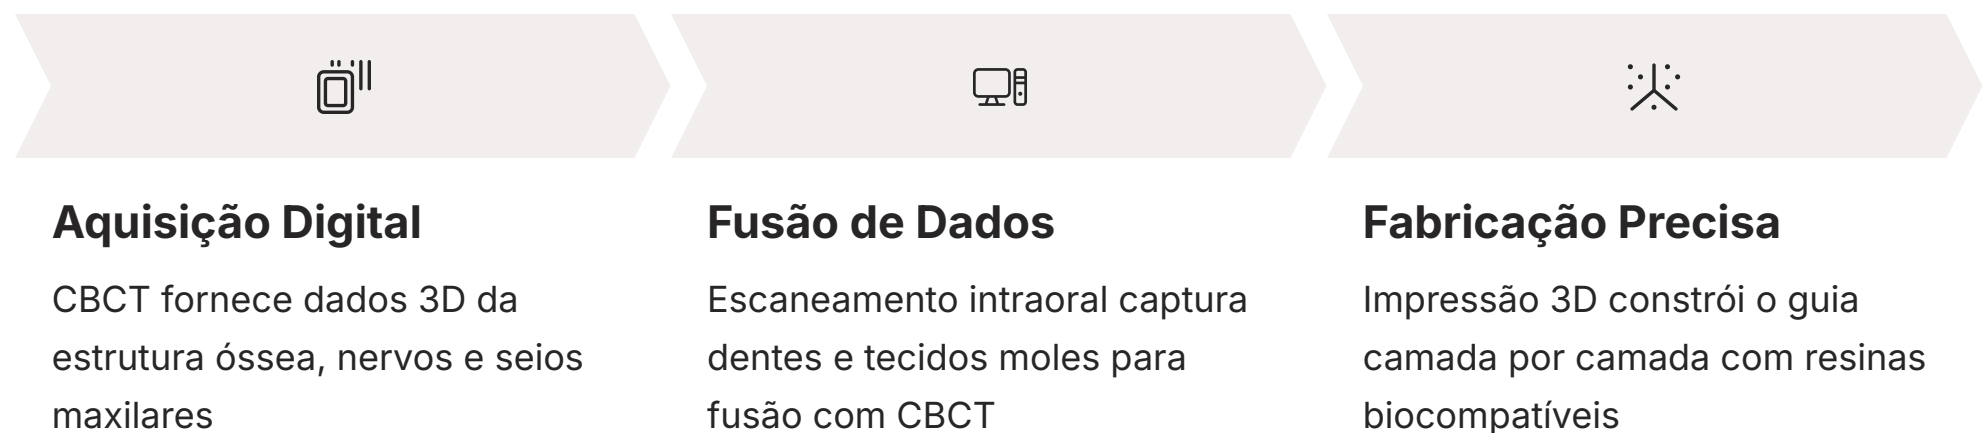 Aquisição Digital
CBCT fornece dados 3D da
estrutura óssea, nervos e seios
maxilares
Fusão de Dados
Escaneamento intraoral captura
dentes e tecidos moles para
fusão com CBCT
Fabricação Precisa
Impressão 3D constrói o guia
camada por camada com resinas
biocompatíveis